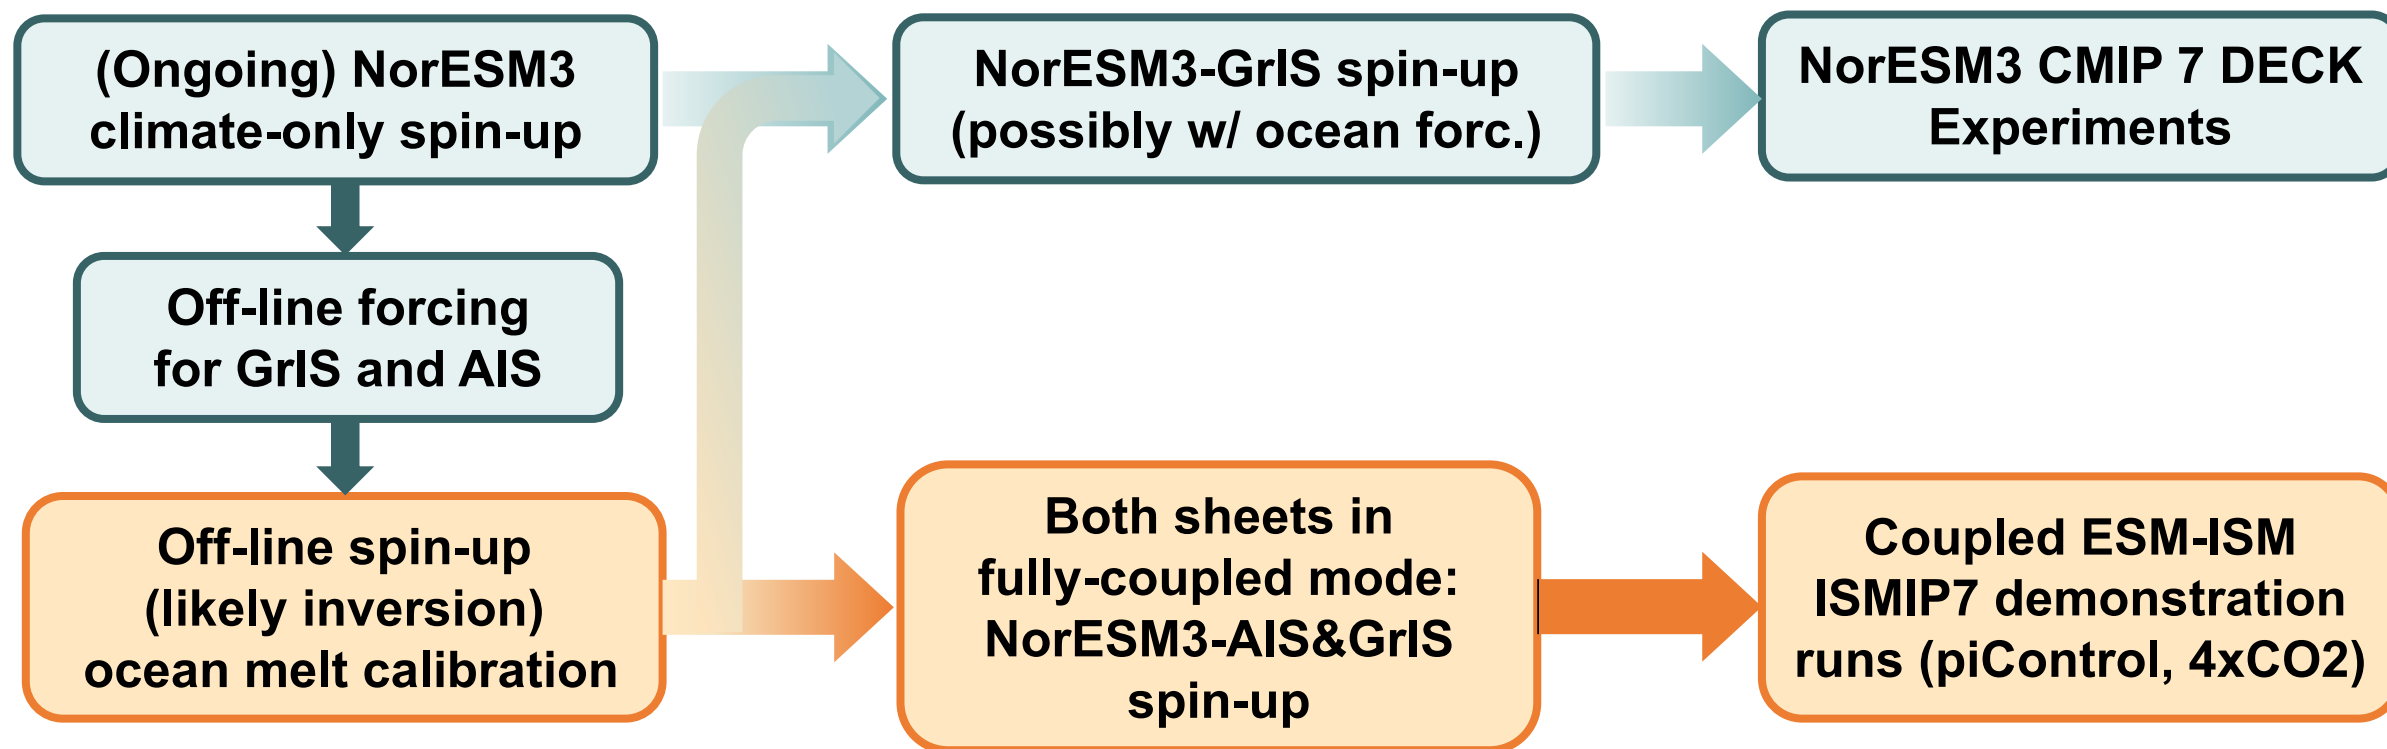 (Ongoing) NorESM3
climate-only spin-up
NorESM3-GrIS spin-up
(possibly w/ ocean forc.)
NorESM3 CMIP 7 DECK
Experiments
Off-line forcing
for GrIS and AIS
Off-line spin-up
(likely inversion)
ocean melt calibration
Both sheets in
fully-coupled mode:
NorESM3-AIS&GrIS
spin-up
Coupled ESM-ISM
ISMIP7 demonstration
runs (piControl, 4xCO2)